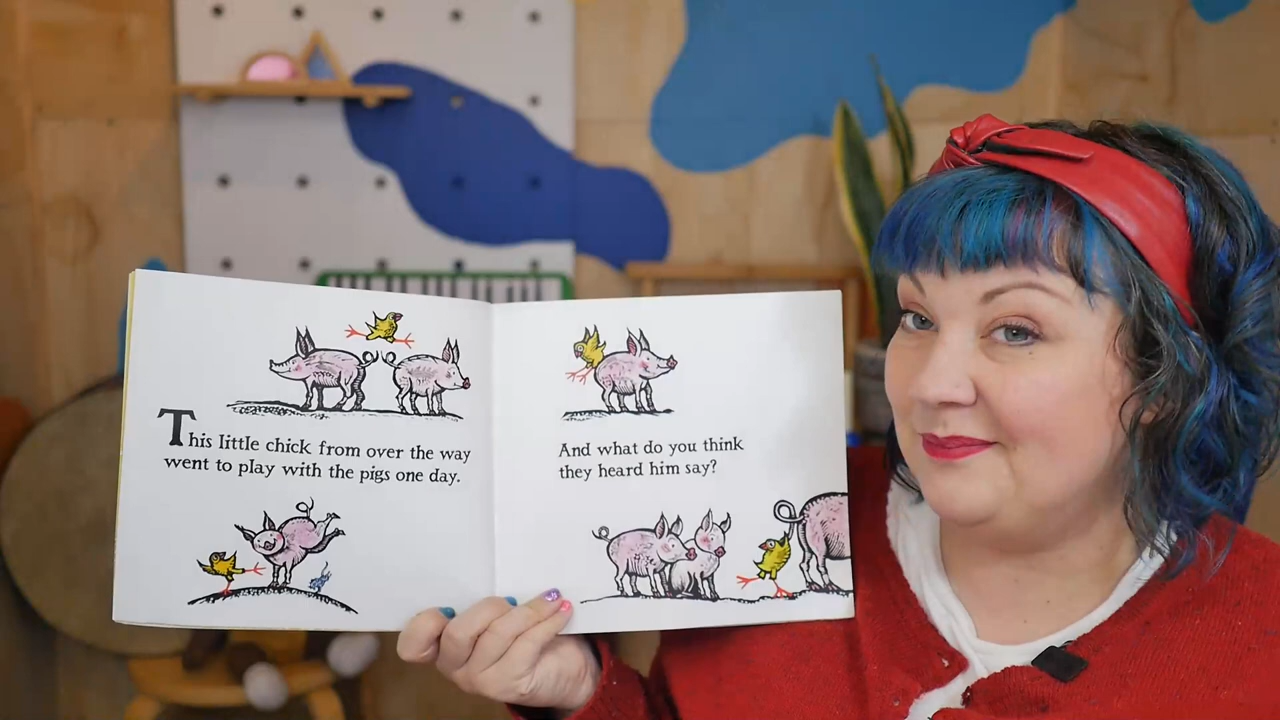 This little chick from over the way
went to play with the pigs one day.
And what do you think
they heard him say?